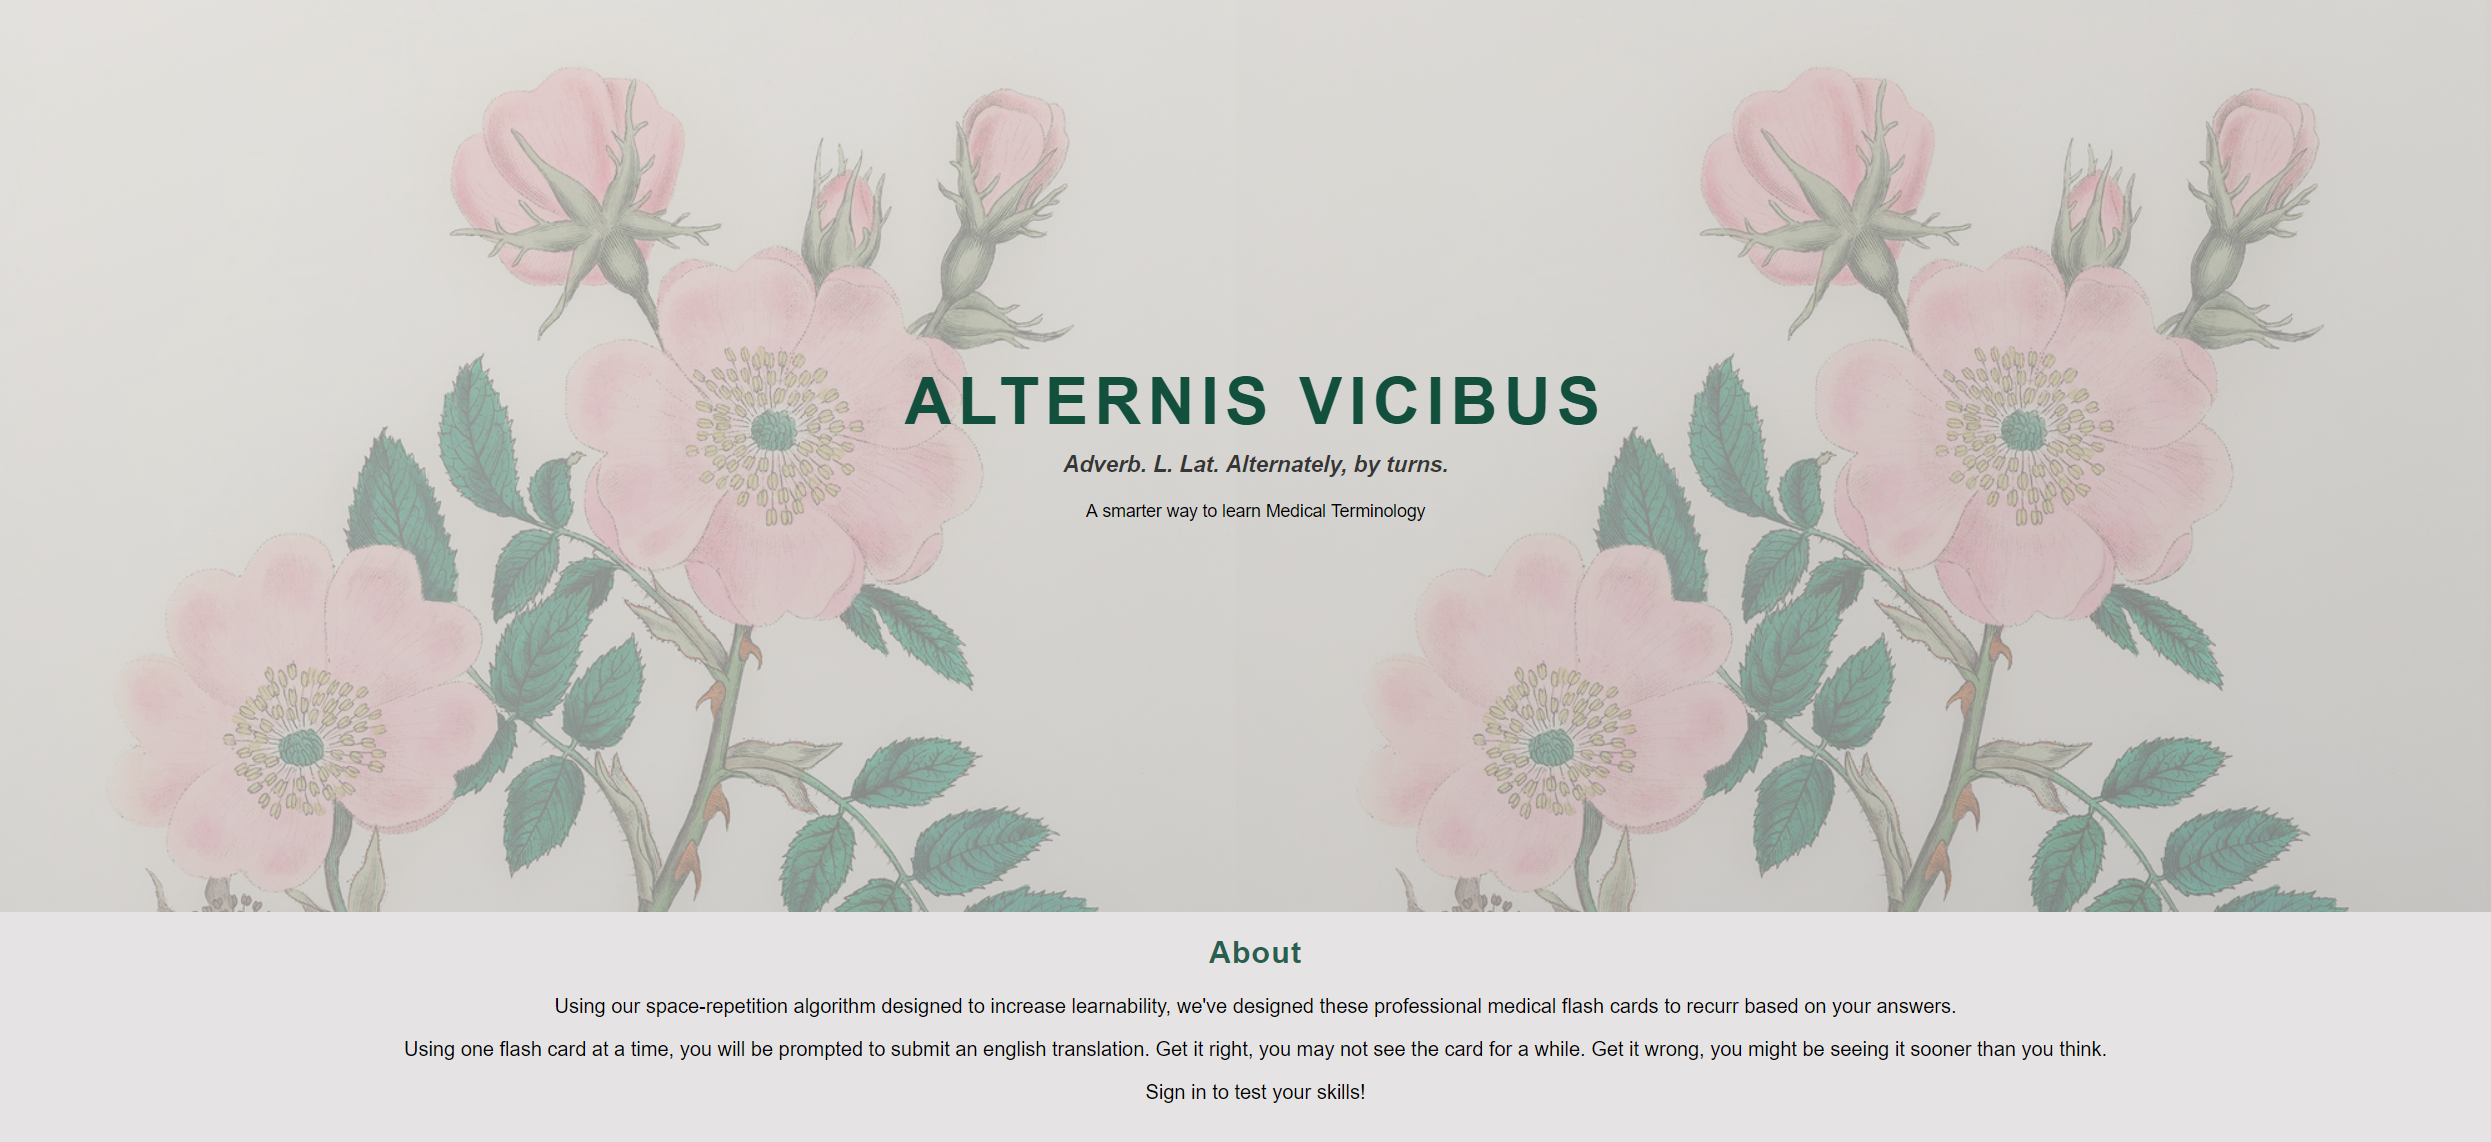 ALTERNIS VICIBUS
Adverb. L. Lat. Alternately, by turns.
A smarter way to learn Medical Terminology
About
Using our space-repetition algorithm designed to increase learnability, we've designed these professional medical flash cards to recurr based on your answers.
Using one flash card at a time, you will be prompted to submit an english translation. Get it right, you may not see the card for a while. Get it wrong, you might be seeing it sooner than you think.
Sign in to test your skills!